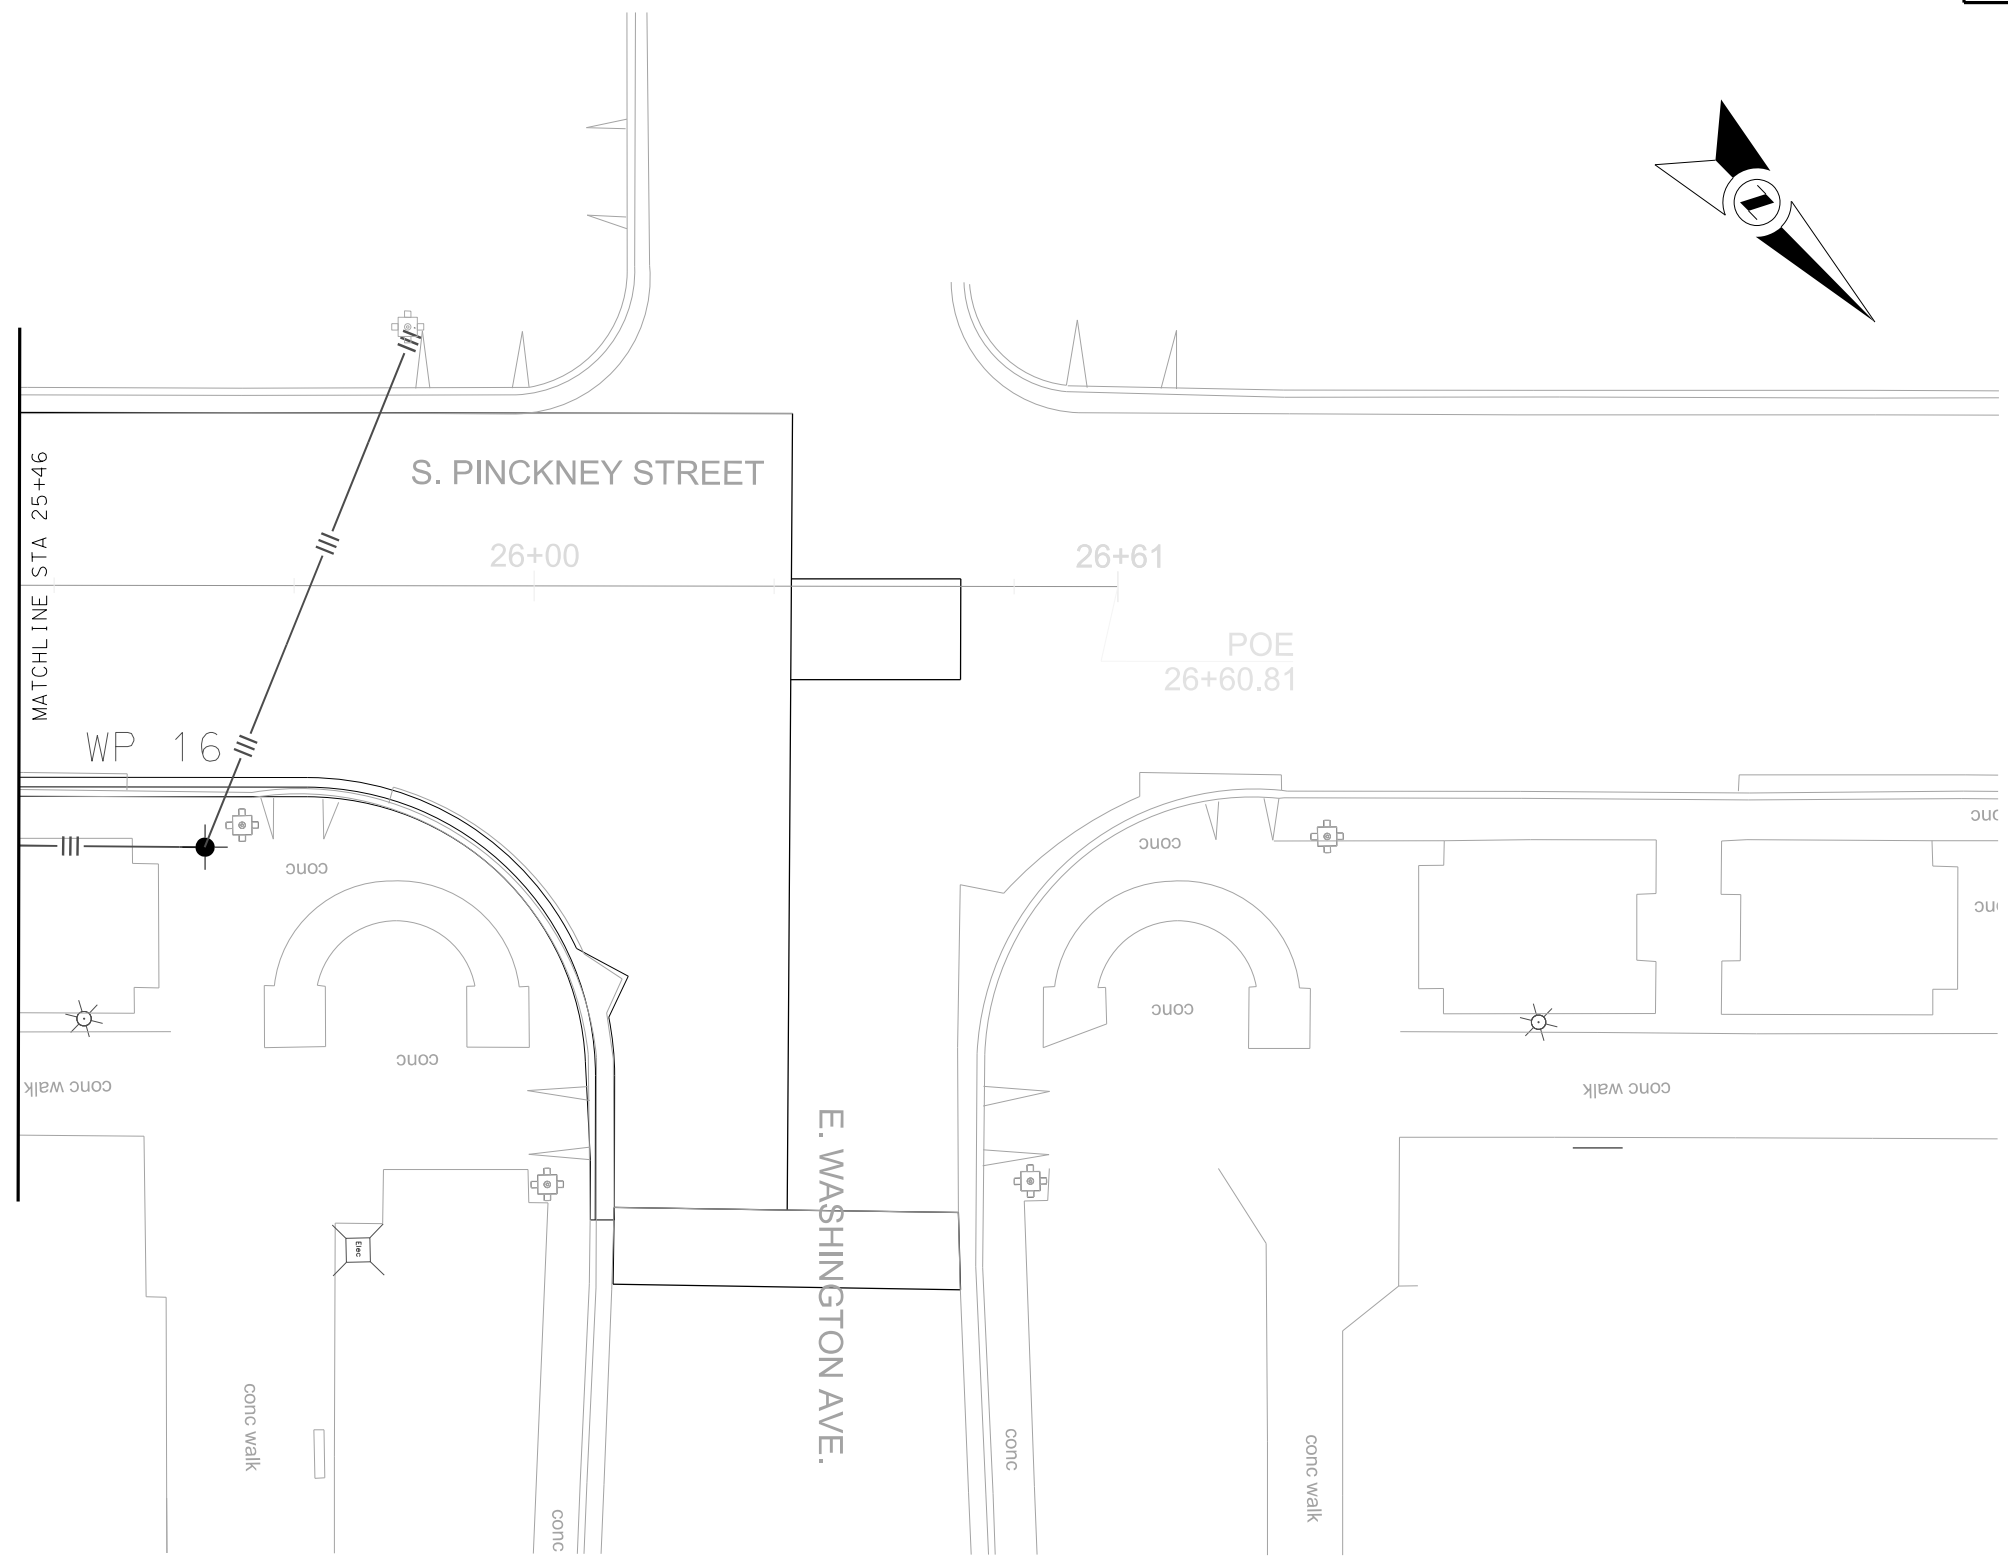 S. PINCKNEY STREET
MATCHLINE STA 25+46
26+00
26+61
POE
26+60.81
WP 16
conc
conc
conc
conc
conc
conc walk
conc walk
E. WASHINGTON AVE.
Elec
conc walk
conc
conc walk
conc